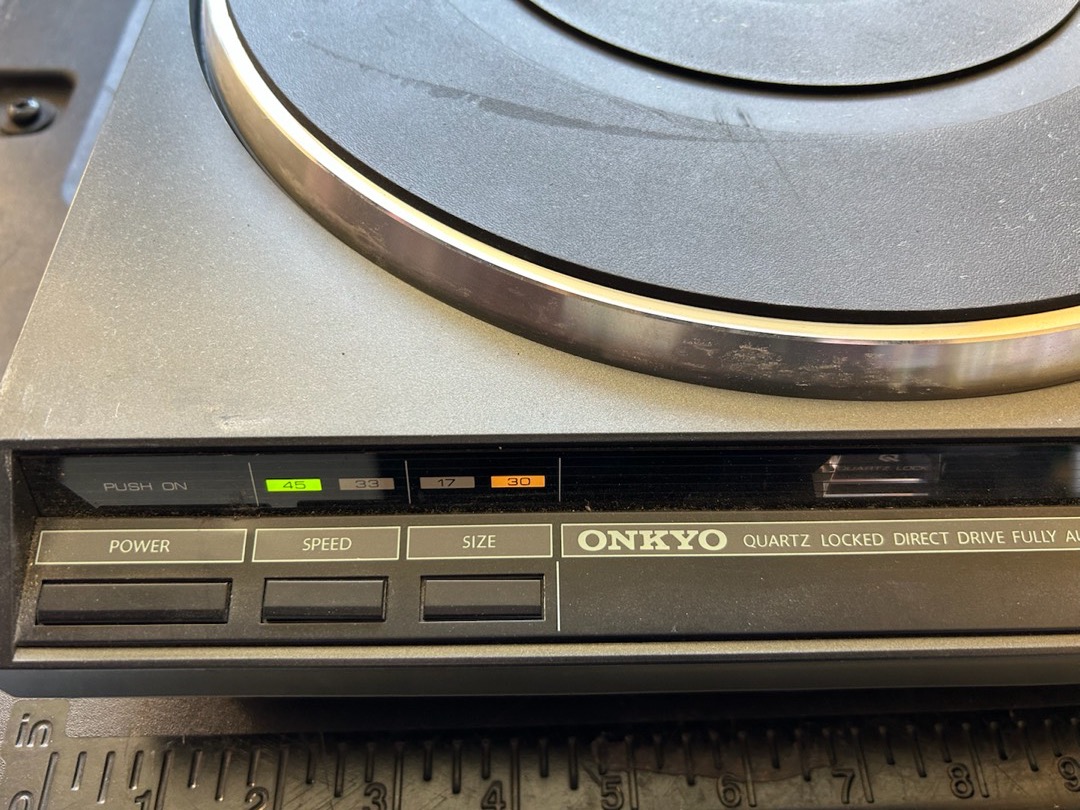 PUSH ON 45 33 17 30 QUARTZ LOCK
POWER SPEED SIZE ONKYO QUARTZ LOCKED DIRECT DRIVE FULLY
in
0 1 2 3 4 5 6 7 8 9